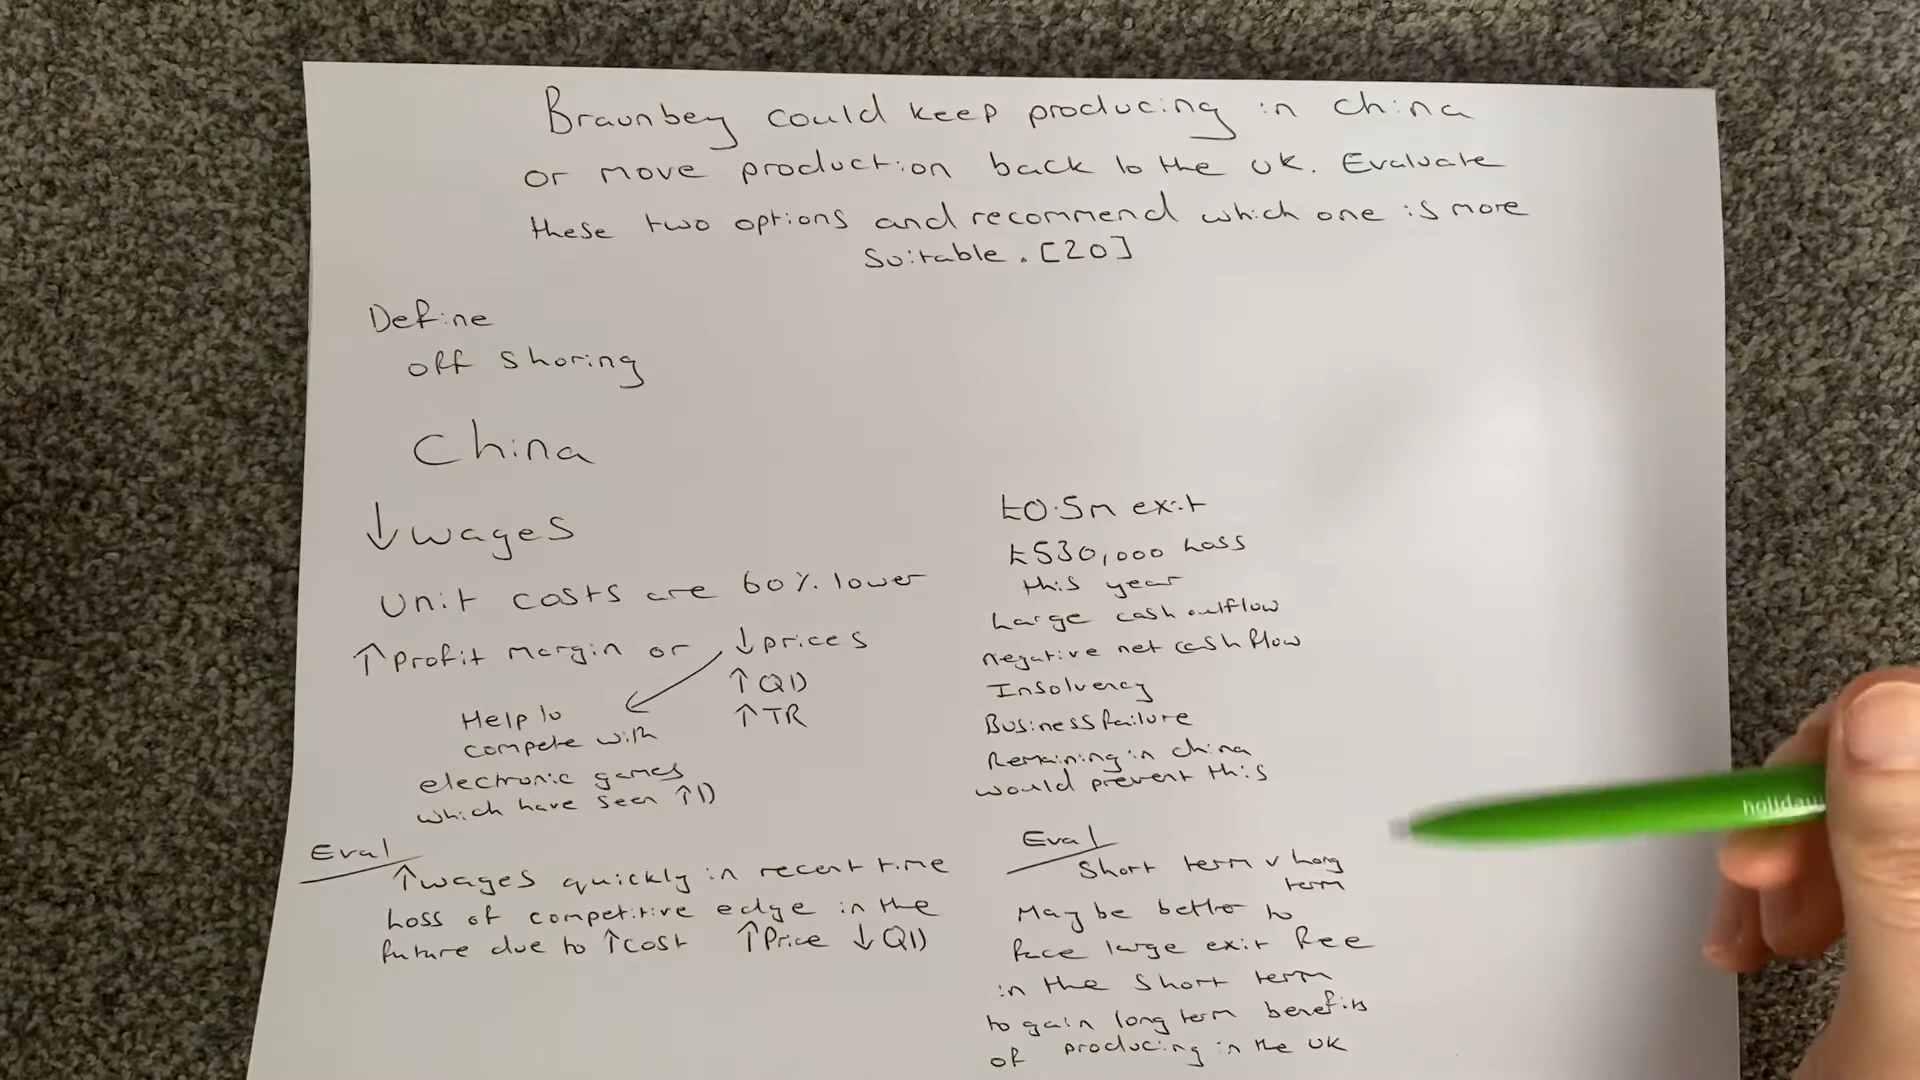 Braunbey could keep producing in china
or move production back to the UK. Evaluate
these two options and recommend which one is more
suitable. [20]
Define
off shoring
China
↓ wages
Unit costs are 60% lower
↑ Profit margin or ↓ prices
↑ QD
↑ TR
Help to
compete with
electronic games
which have seen ↑D
Eval
↑ wages quickly in recent time
Loss of competitive edge in the
future due to ↑ cost ↑ Price ↓ QD
£0.5m exit
£530,000 Loss
this year
Large cash outflow
negative net cash flow
Insolvency
Business failure
Remaining in china
would prevent this
Eval
Short term v Long
term
May be better to
face large exit fee
in the short term
to gain long term benefits
of producing in the UK
holiday